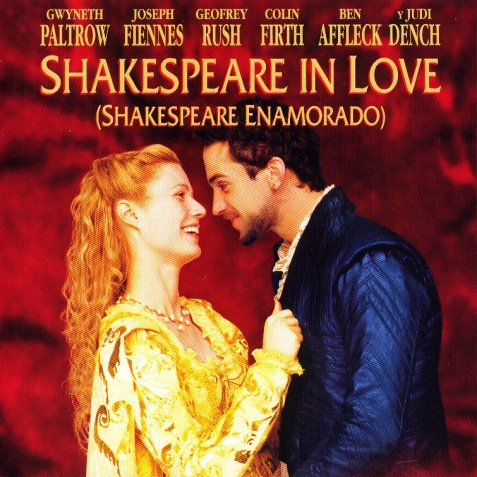 GWYNETH JOSEPH GEOFREY COLIN BEN Y JUDI
PALTROW FIENNES RUSH FIRTH AFFLECK DENCH
SHAKESPEARE IN LOVE
(SHAKESPEARE ENAMORADO)